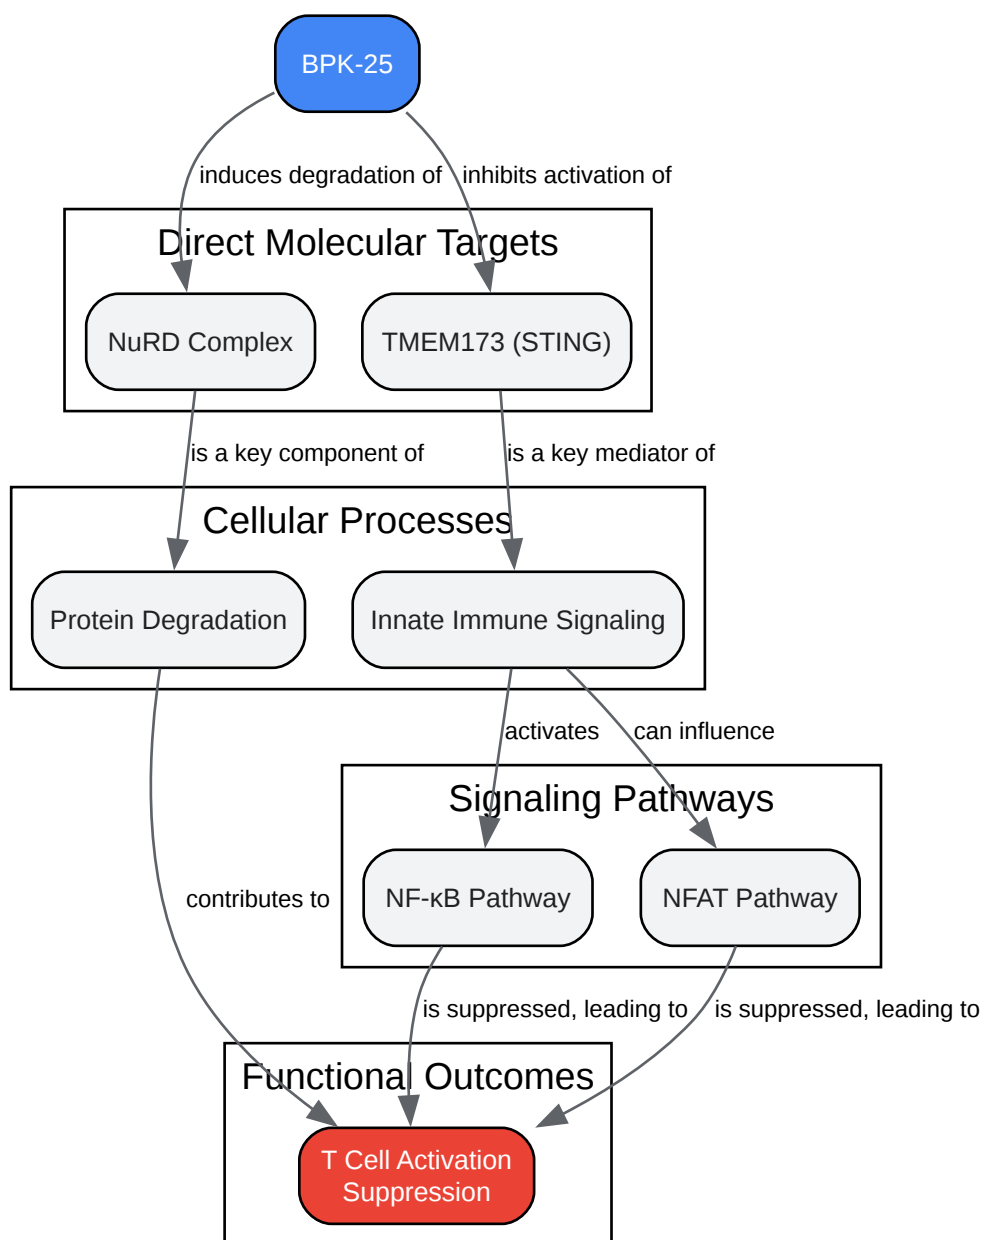 BPK-25
induces degradation of
inhibits activation of
Direct Molecular Targets
NuRD Complex
TMEM173 (STING)
is a key component of
is a key mediator of
Cellular Processes
Protein Degradation
Innate Immune Signaling
activates
can influence
Signaling Pathways
NF-κB Pathway
NFAT Pathway
contributes to
is suppressed, leading to
is suppressed, leading to
Functional Outcomes
T Cell Activation
Suppression